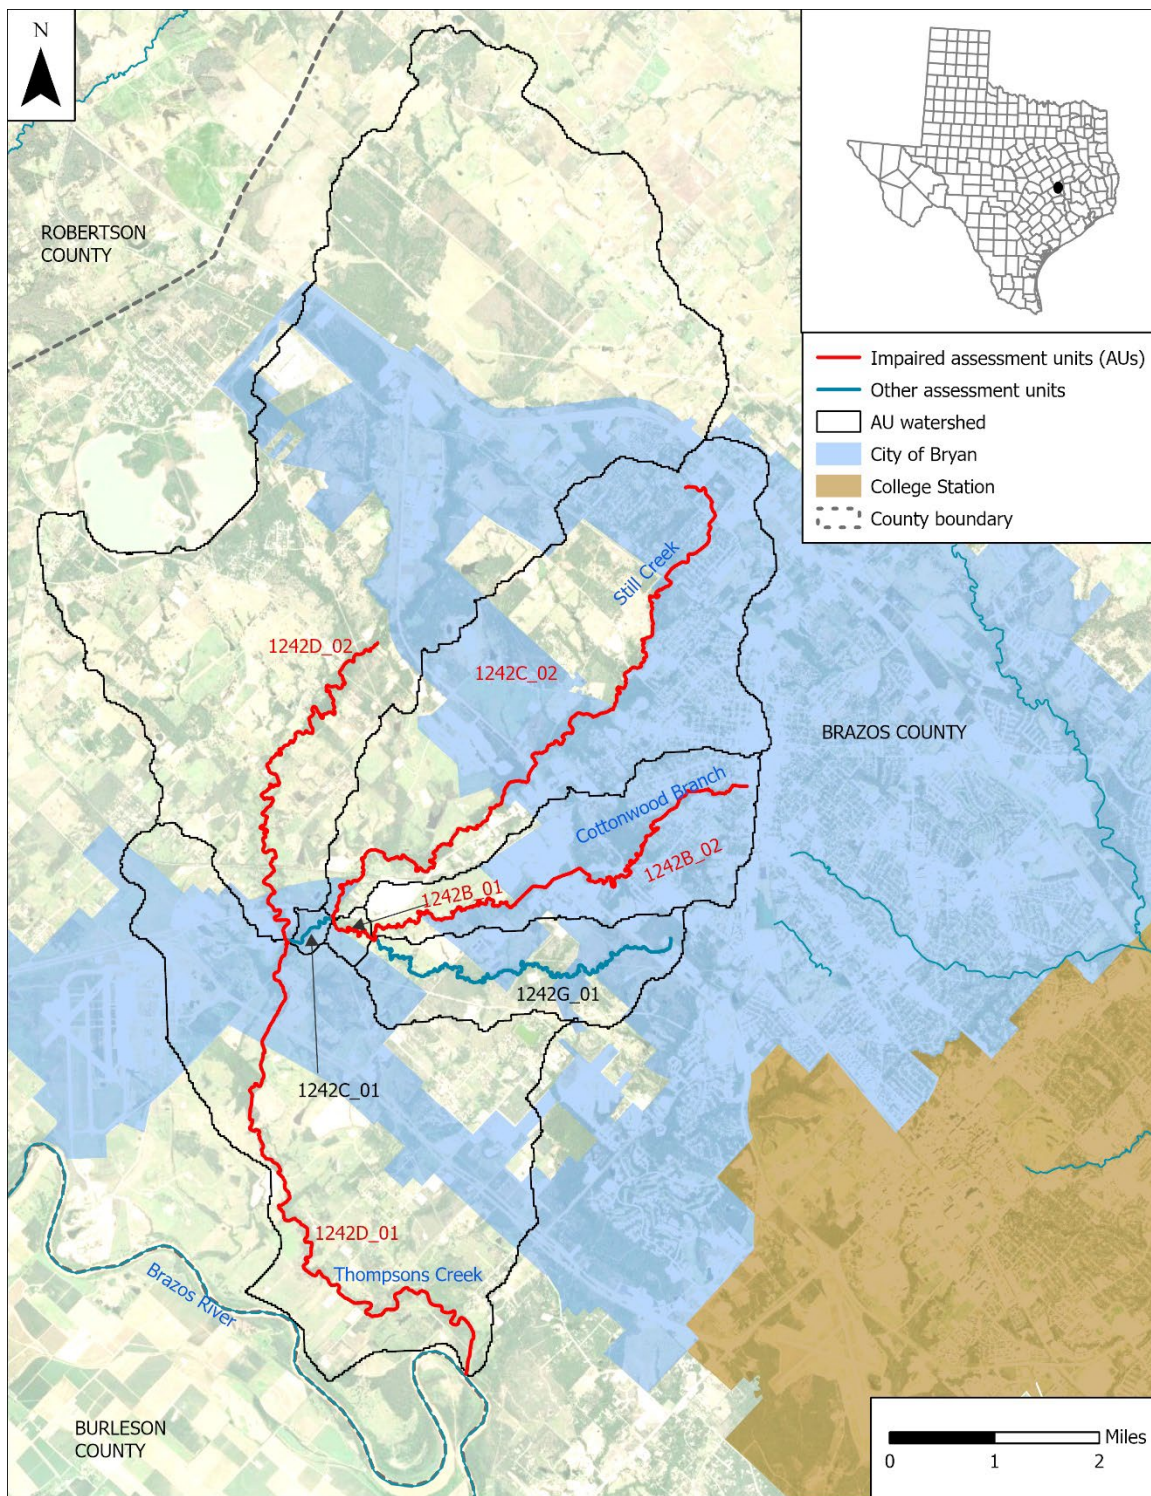 N
ROBERTSON
COUNTY
Impaired assessment units (AUs)
Other assessment units
AU watershed
City of Bryan
College Station
County boundary
Still Creek
1242D_02
1242C_02
BRAZOS COUNTY
Cottonwood Branch
1242B_02
1242B_01
1242G_01
1242C_01
1242D_01
Thompsons Creek
Brazos River
BURLESON
COUNTY
Miles
0 1 2